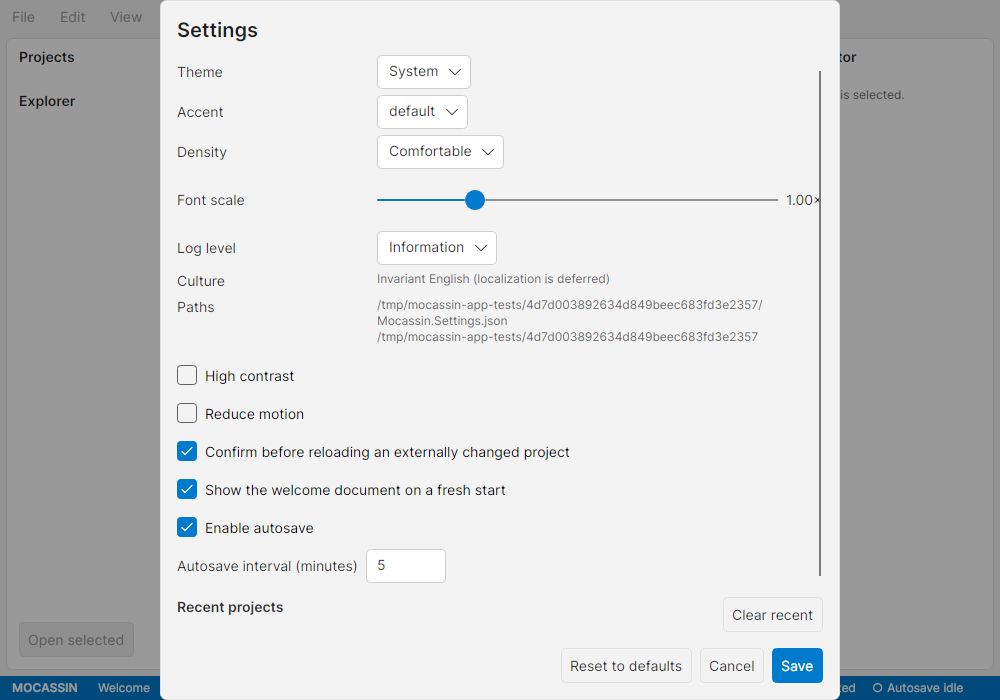 File Edit View
Settings
Projects
Explorer
tor
is selected.
Theme System
Accent default
Density Comfortable
Font scale 1.00×
Log level Information
Culture Invariant English (localization is deferred)
Paths /tmp/mocassin-app-tests/4d7d003892634d849beec683fd3e2357/
Mocassin.Settings.json
/tmp/mocassin-app-tests/4d7d003892634d849beec683fd3e2357
High contrast
Reduce motion
Confirm before reloading an externally changed project
Show the welcome document on a fresh start
Enable autosave
Autosave interval (minutes) 5
Recent projects Clear recent
Open selected
Reset to defaults Cancel Save
MOCASSIN Welcome ted Autosave idle